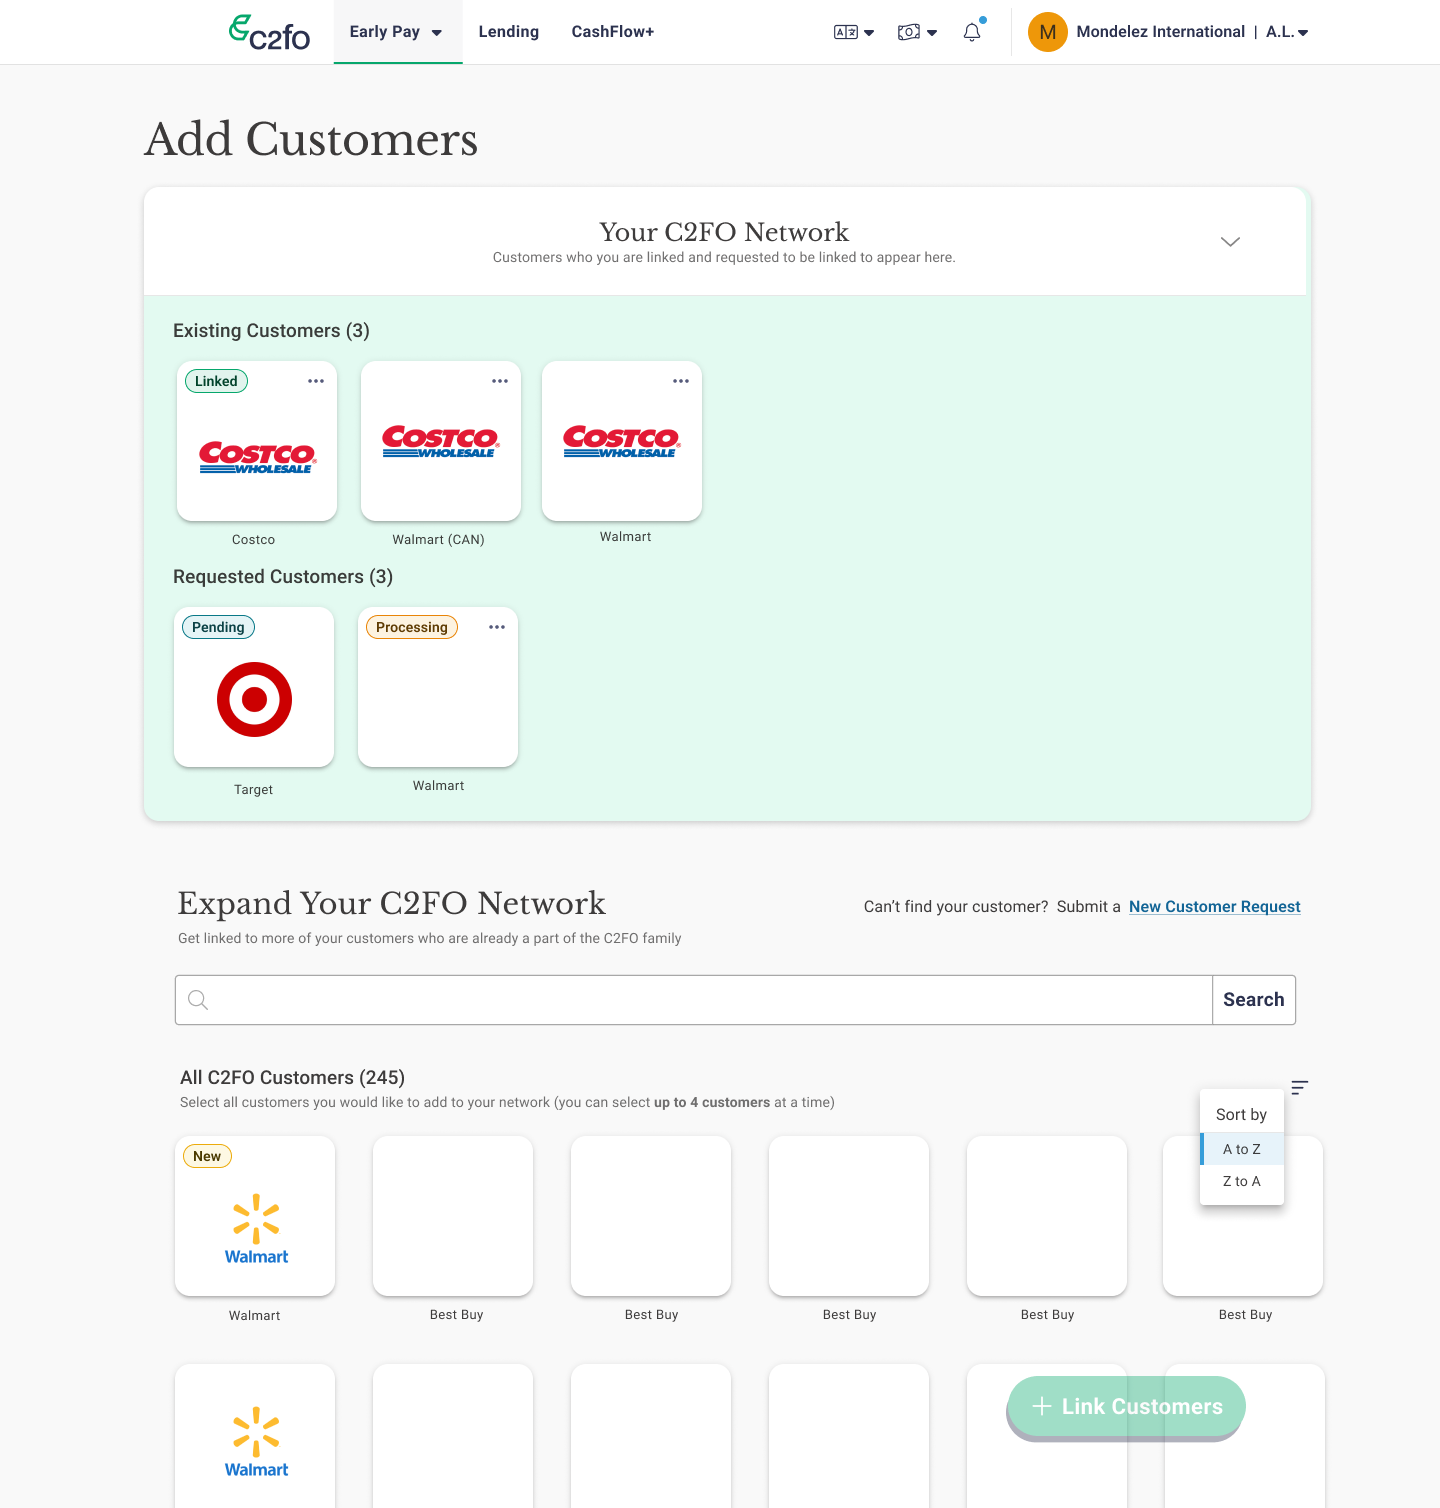 c2fo
Early Pay
Lending
CashFlow+
M
Mondelez International | A.L.
Add Customers
Your C2FO Network
Customers who you are linked and requested to be linked to appear here.
Existing Customers (3)
Linked
COSTCO
WHOLESALE
COSTCO
WHOLESALE
COSTCO
WHOLESALE
Costco
Walmart (CAN)
Walmart
Requested Customers (3)
Pending
Processing
Target
Walmart
Expand Your C2FO Network
Can’t find your customer? Submit a New Customer Request
Get linked to more of your customers who are already a part of the C2FO family
Search
All C2FO Customers (245)
Select all customers you would like to add to your network (you can select up to 4 customers at a time)
Sort by
A to Z
Z to A
New
Walmart
Walmart
Best Buy
Best Buy
Best Buy
Best Buy
Best Buy
Link Customers
Walmart